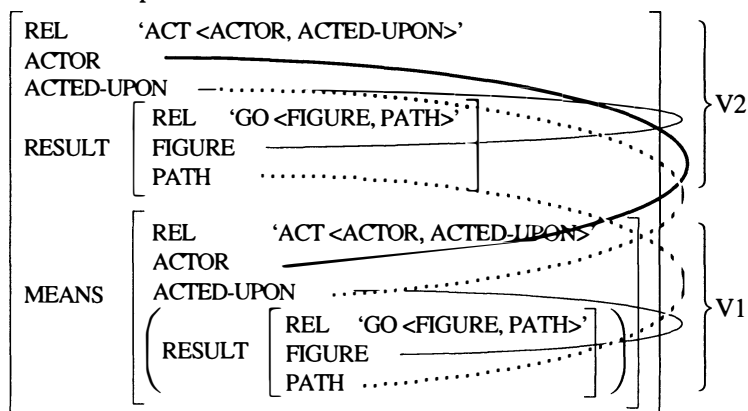 REL 'ACT <ACTOR, ACTED-UPON>'
ACTOR
ACTED-UPON
V2
REL 'GO <FIGURE, PATH>'
RESULT FIGURE
PATH
REL 'ACT <ACTOR, ACTED-UPON>'
ACTOR
MEANS ACTED-UPON
V1
REL 'GO <FIGURE, PATH>'
RESULT FIGURE
PATH